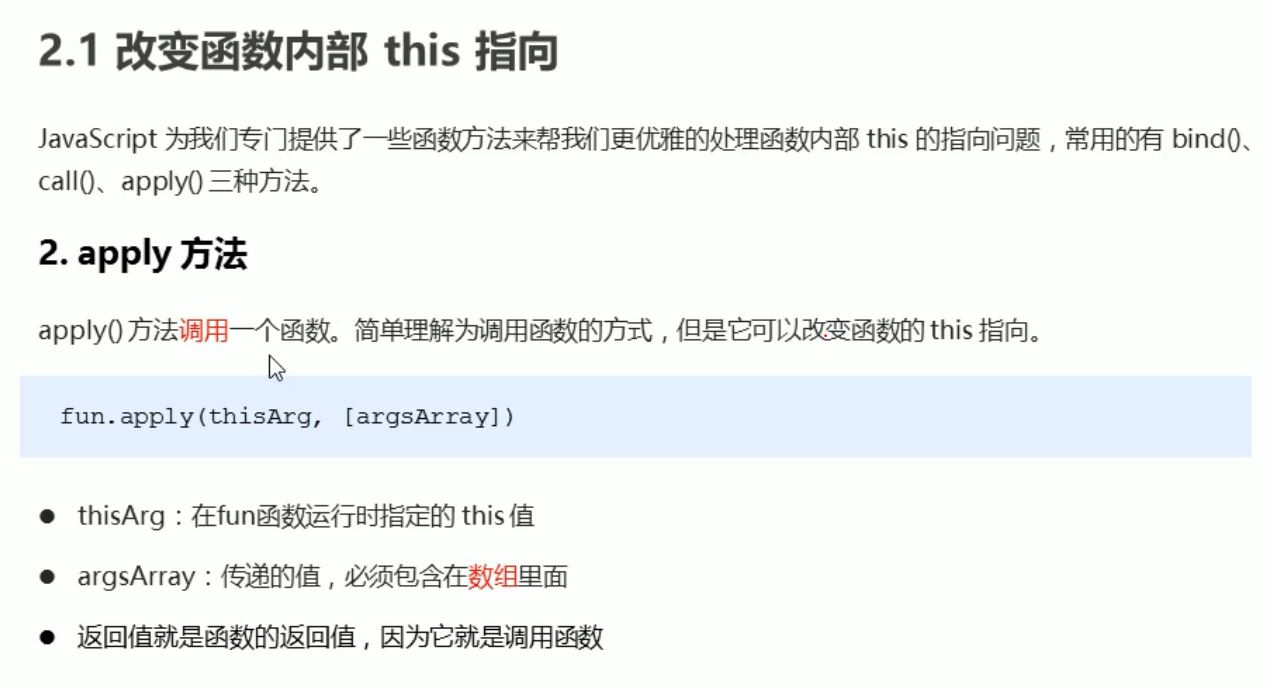 2.1 改变函数内部 this 指向
JavaScript 为我们专门提供了一些函数方法来帮我们更优雅的处理函数内部 this 的指向问题，常用的有 bind()、
call()、apply() 三种方法。
2. apply 方法
apply() 方法调用一个函数。简单理解为调用函数的方式，但是它可以改变函数的 this 指向。
fun.apply(thisArg, [argsArray])
● thisArg：在fun函数运行时指定的 this 值
● argsArray：传递的值，必须包含在数组里面
● 返回值就是函数的返回值，因为它就是调用函数